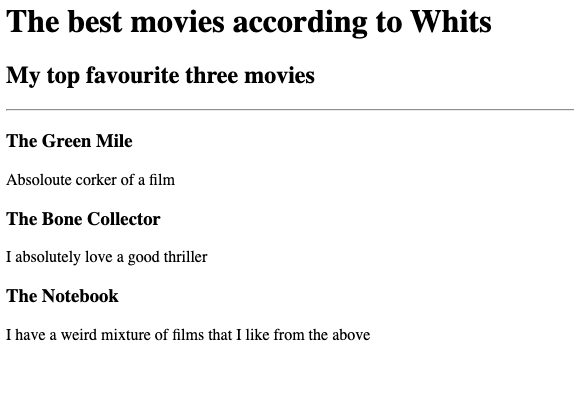 The best movies according to Whits
My top favourite three movies
The Green Mile
Absoloute corker of a film
The Bone Collector
I absolutely love a good thriller
The Notebook
I have a weird mixture of films that I like from the above